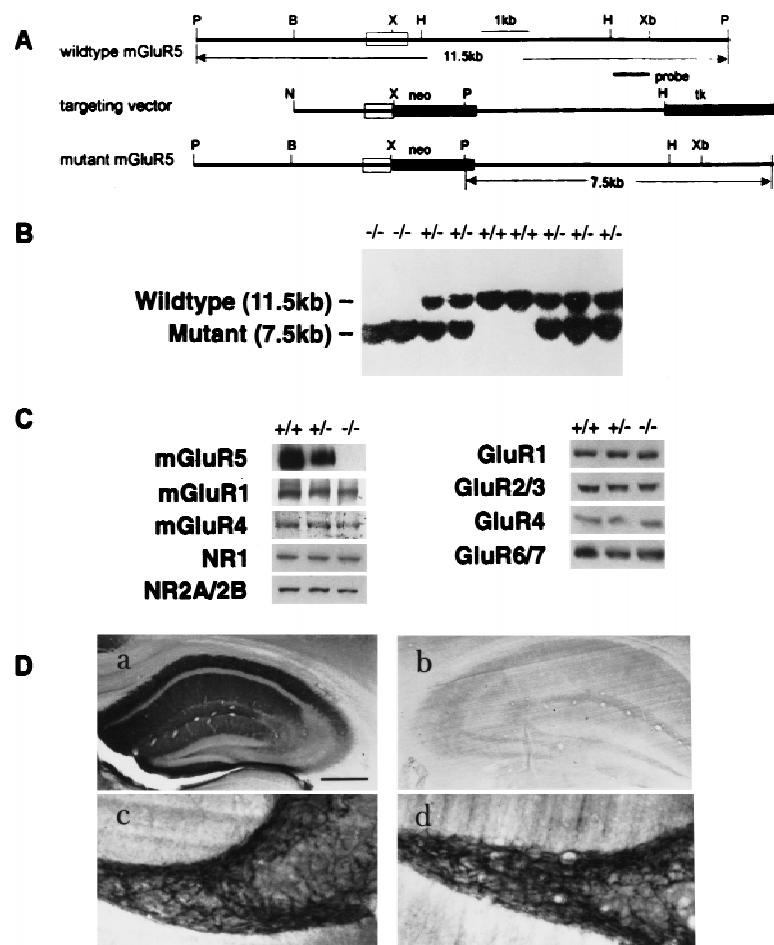 A
P B X H 1kb H Xb P
wildtype mGluR5
11.5kb
probe
N X neo P H tk
targeting vector
P B X neo P H Xb
mutant mGluR5
7.5kb
B
-/- -/- +/- +/- +/+ +/+ +/- +/- +/-
Wildtype (11.5kb) –
Mutant (7.5kb) –
C
+/+ +/- -/-
mGluR5
mGluR1
mGluR4
NR1
NR2A/2B
+/+ +/- -/-
GluR1
GluR2/3
GluR4
GluR6/7
D
a
b
c
d